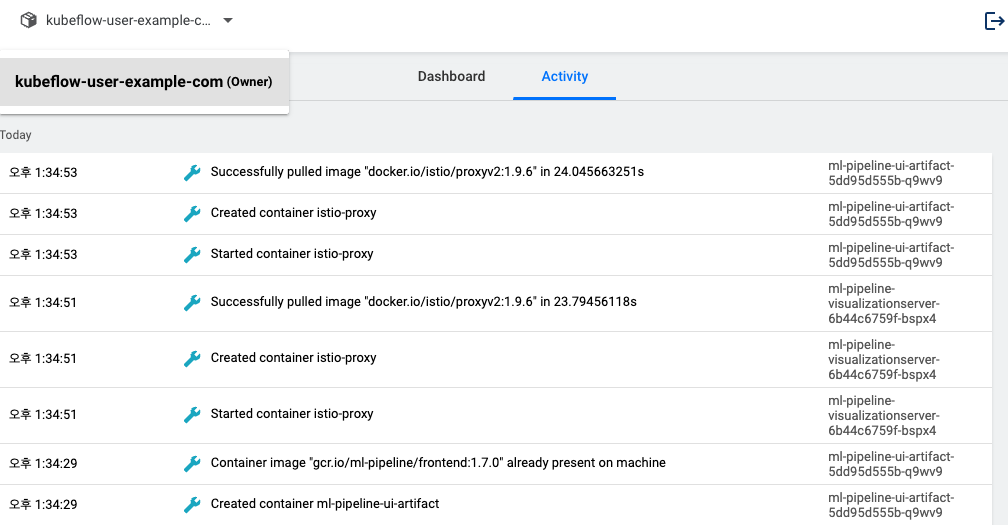 kubeflow-user-example-c...
kubeflow-user-example-com (Owner)
Dashboard
Activity
Today
오후 1:34:53
Successfully pulled image "docker.io/istio/proxyv2:1.9.6" in 24.045663251s
ml-pipeline-ui-artifact-
5dd95d555b-q9wv9
오후 1:34:53
Created container istio-proxy
ml-pipeline-ui-artifact-
5dd95d555b-q9wv9
오후 1:34:53
Started container istio-proxy
ml-pipeline-ui-artifact-
5dd95d555b-q9wv9
오후 1:34:51
Successfully pulled image "docker.io/istio/proxyv2:1.9.6" in 23.79456118s
ml-pipeline-
visualizationserver-
6b44c6759f-bspx4
오후 1:34:51
Created container istio-proxy
ml-pipeline-
visualizationserver-
6b44c6759f-bspx4
오후 1:34:51
Started container istio-proxy
ml-pipeline-
visualizationserver-
6b44c6759f-bspx4
오후 1:34:29
Container image "gcr.io/ml-pipeline/frontend:1.7.0" already present on machine
ml-pipeline-ui-artifact-
5dd95d555b-q9wv9
오후 1:34:29
Created container ml-pipeline-ui-artifact
ml-pipeline-ui-artifact-
5dd95d555b-q9wv9